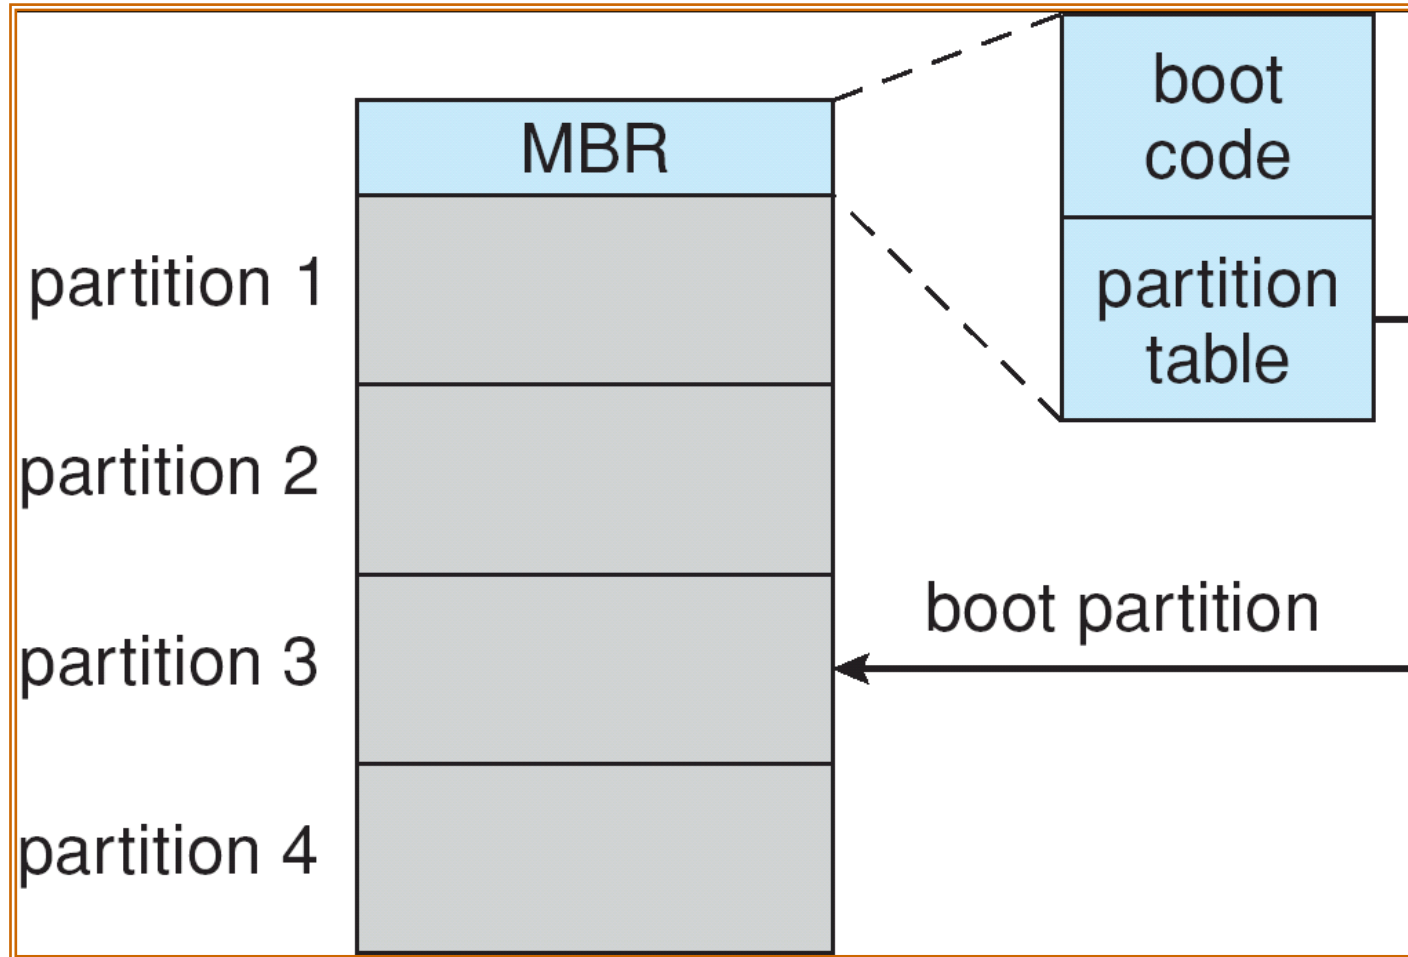 MBR
partition 1
partition 2
partition 3
partition 4
boot
code
partition
table
boot partition